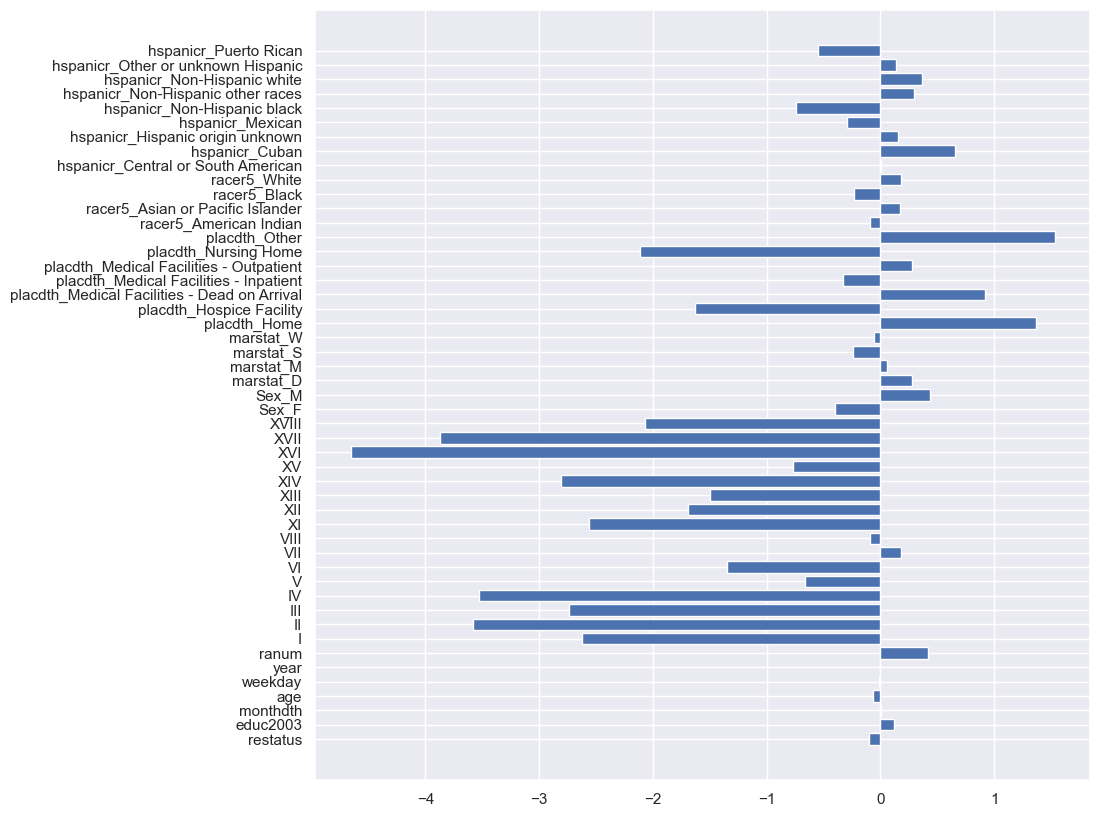 hspanicr_Puerto Rican
hspanicr_Other or unknown Hispanic
hspanicr_Non-Hispanic white
hspanicr_Non-Hispanic other races
hspanicr_Non-Hispanic black
hspanicr_Mexican
hspanicr_Hispanic origin unknown
hspanicr_Cuban
hspanicr_Central or South American
racer5_White
racer5_Black
racer5_Asian or Pacific Islander
racer5_American Indian
placdth_Other
placdth_Nursing Home
placdth_Medical Facilities - Outpatient
placdth_Medical Facilities - Inpatient
placdth_Medical Facilities - Dead on Arrival
placdth_Hospice Facility
placdth_Home
marstat_W
marstat_S
marstat_M
marstat_D
Sex_M
Sex_F
XVIII
XVII
XVI
XV
XIV
XIII
XII
XI
VIII
VII
VI
V
IV
III
II
I
ranum
year
weekday
age
monthdth
educ2003
restatus
−4 −3 −2 −1 0 1